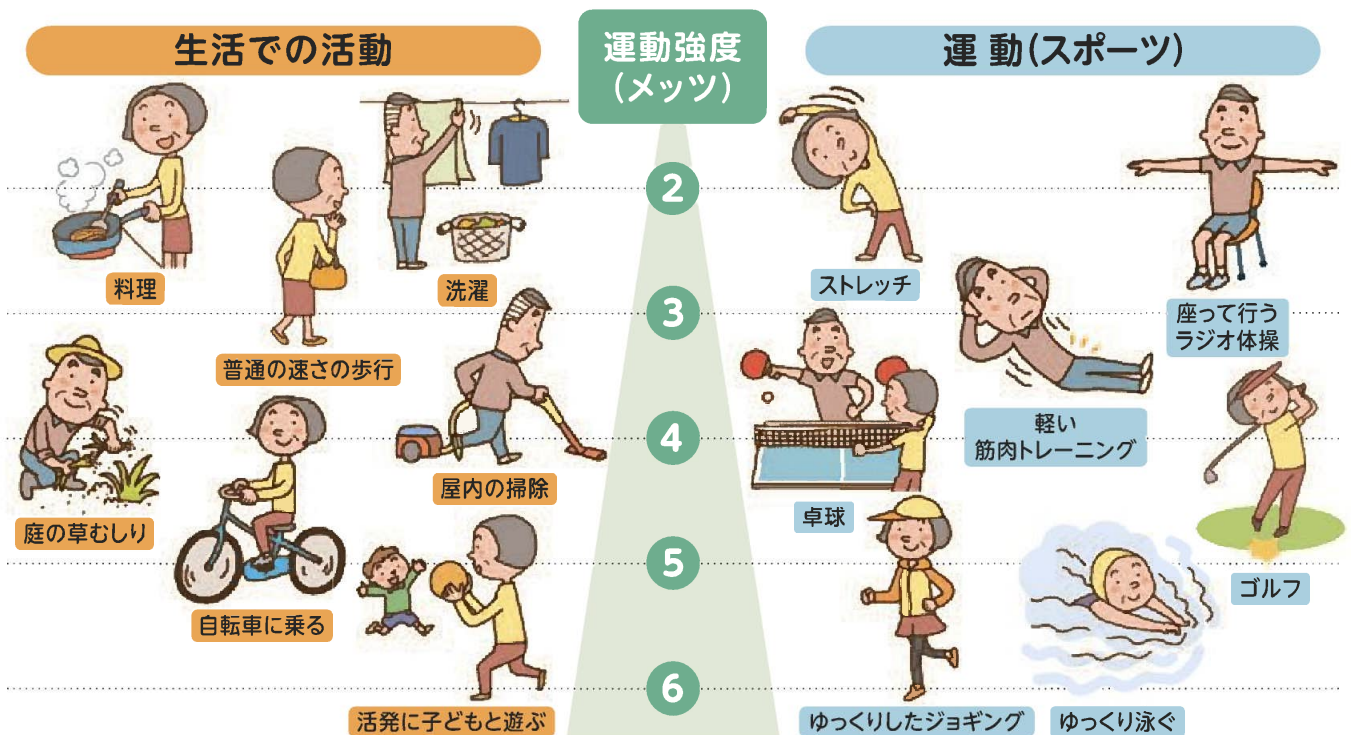 生活での活動
運動強度
(メッツ)
運動(スポーツ)
2
料理
洗濯
ストレッチ
3
座って行う
ラジオ体操
普通の速さの歩行
軽い
筋肉トレーニング
4
屋内の掃除
卓球
庭の草むしり
5
ゴルフ
自転車に乗る
6
活発に子どもと遊ぶ
ゆっくりしたジョギング
ゆっくり泳ぐ